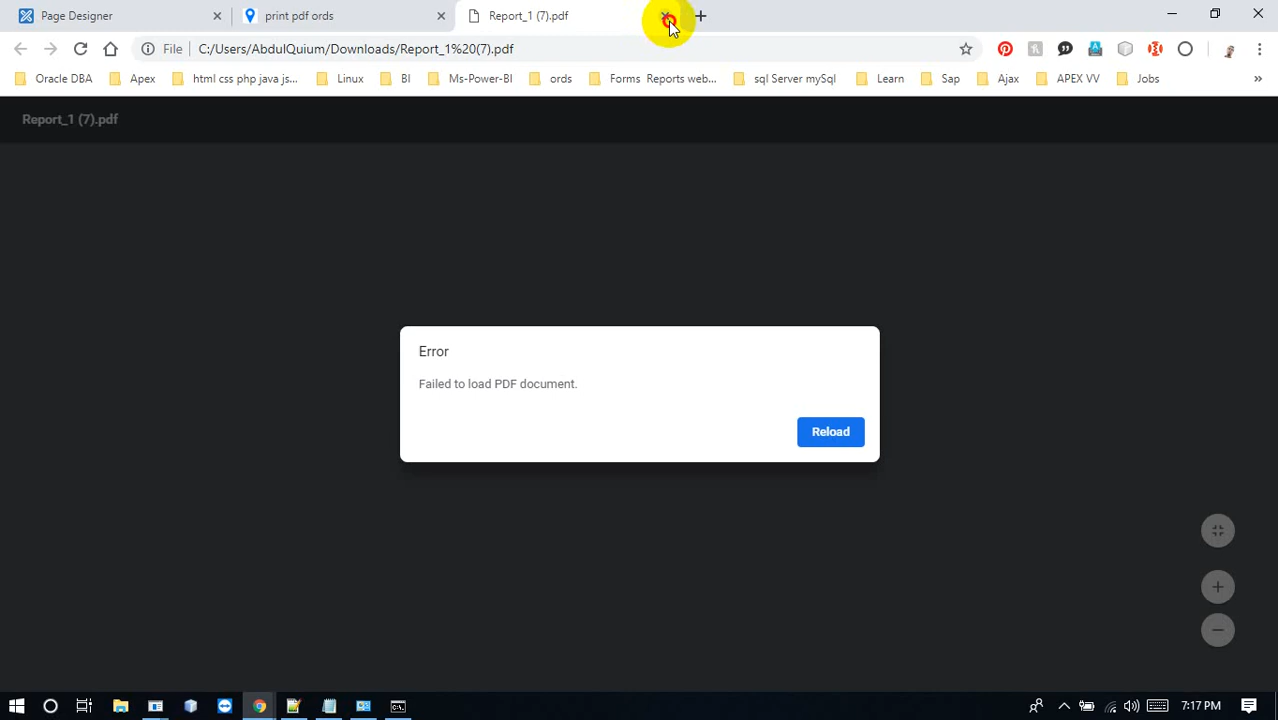 Page Designer
print pdf ords
Report_1 (7).pdf
File
C:/Users/AbdulQuium/Downloads/Report_1%20(7).pdf
Oracle DBA
Apex
html css php java js...
Linux
BI
Ms-Power-BI
ords
Forms Reports web...
sql Server mySql
Learn
Sap
Ajax
APEX VV
Jobs
»
Report_1 (7).pdf
Error
Failed to load PDF document.
Reload
7:17 PM